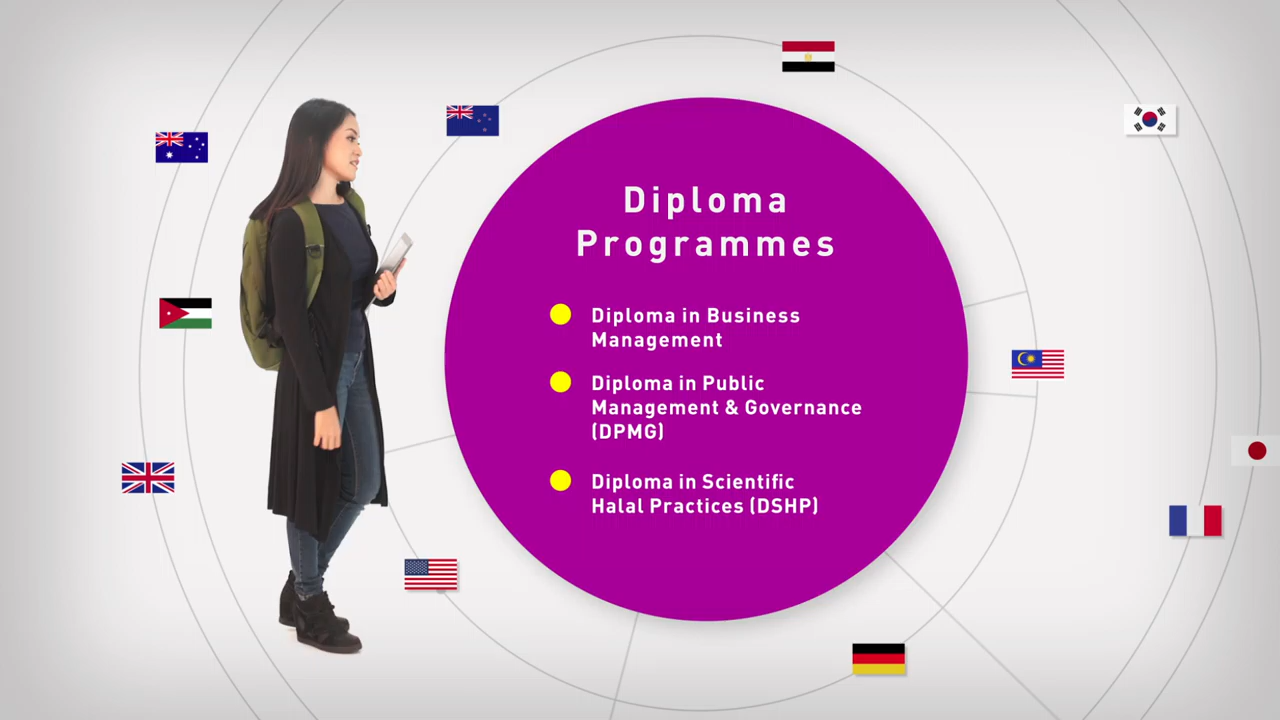 Diploma
Programmes
Diploma in Business
Management
Diploma in Public
Management & Governance
(DPMG)
Diploma in Scientific
Halal Practices (DSHP)